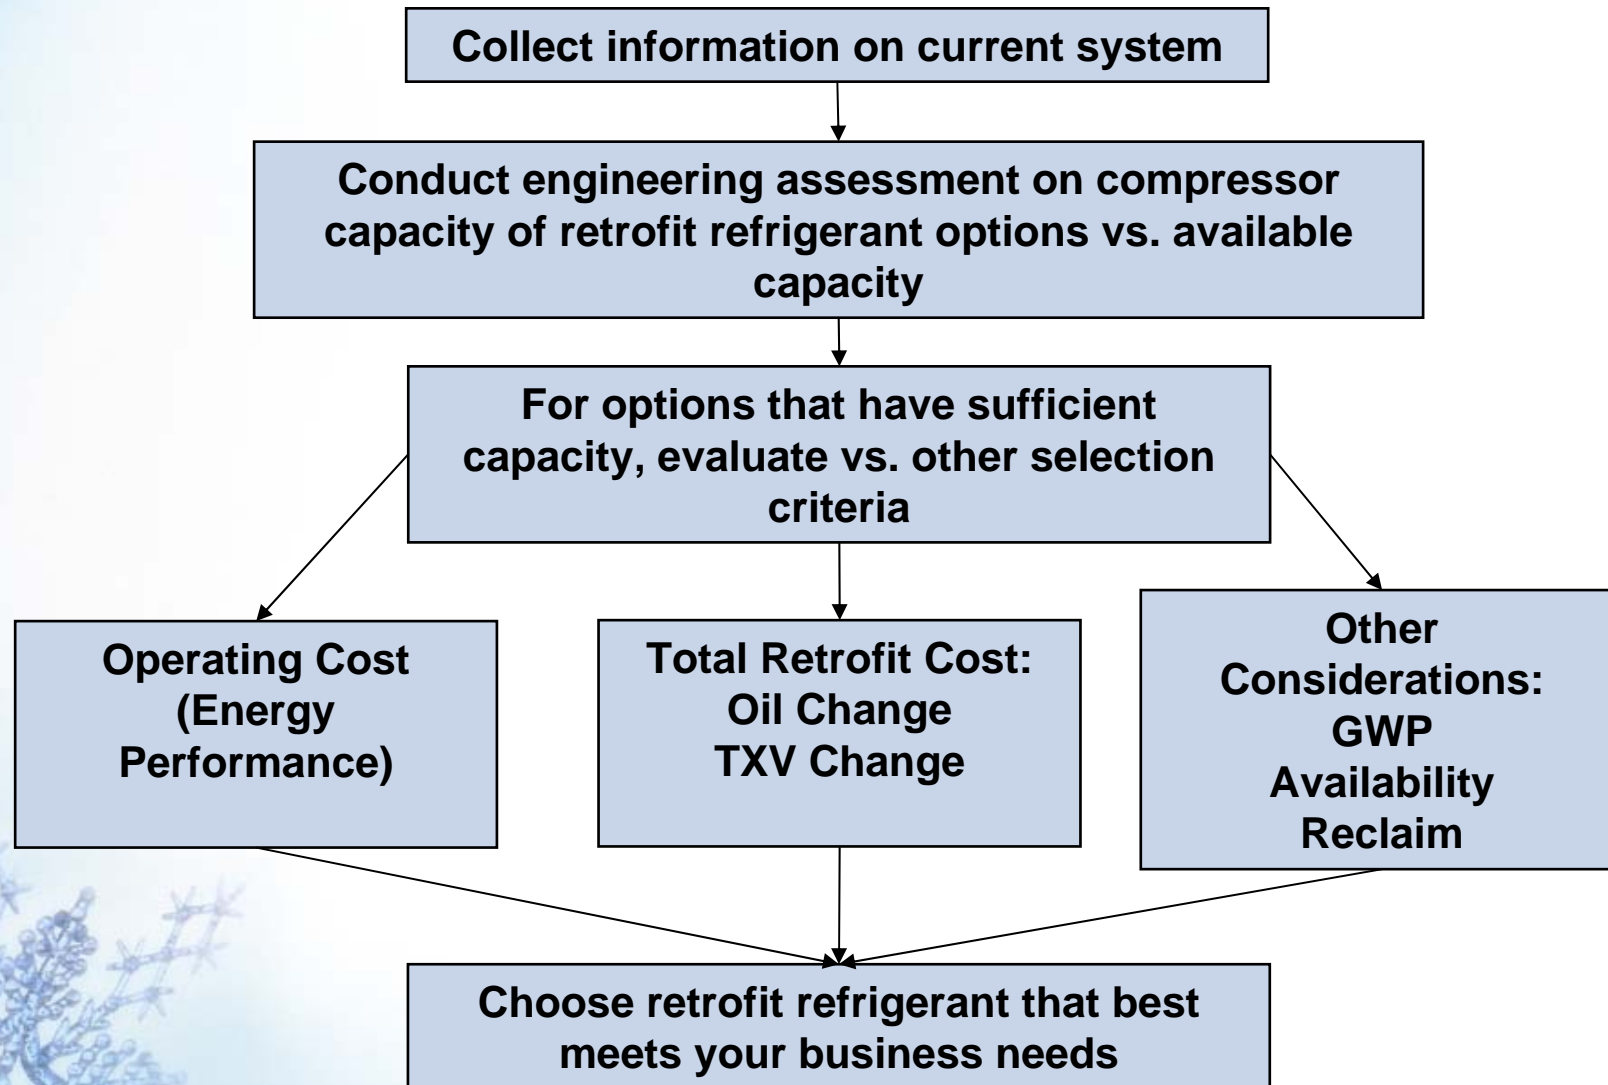 Collect information on current system
Conduct engineering assessment on compressor
capacity of retrofit refrigerant options vs. available
capacity
For options that have sufficient
capacity, evaluate vs. other selection
criteria
Operating Cost
(Energy
Performance)
Total Retrofit Cost:
Oil Change
TXV Change
Other
Considerations:
GWP
Availability
Reclaim
Choose retrofit refrigerant that best
meets your business needs